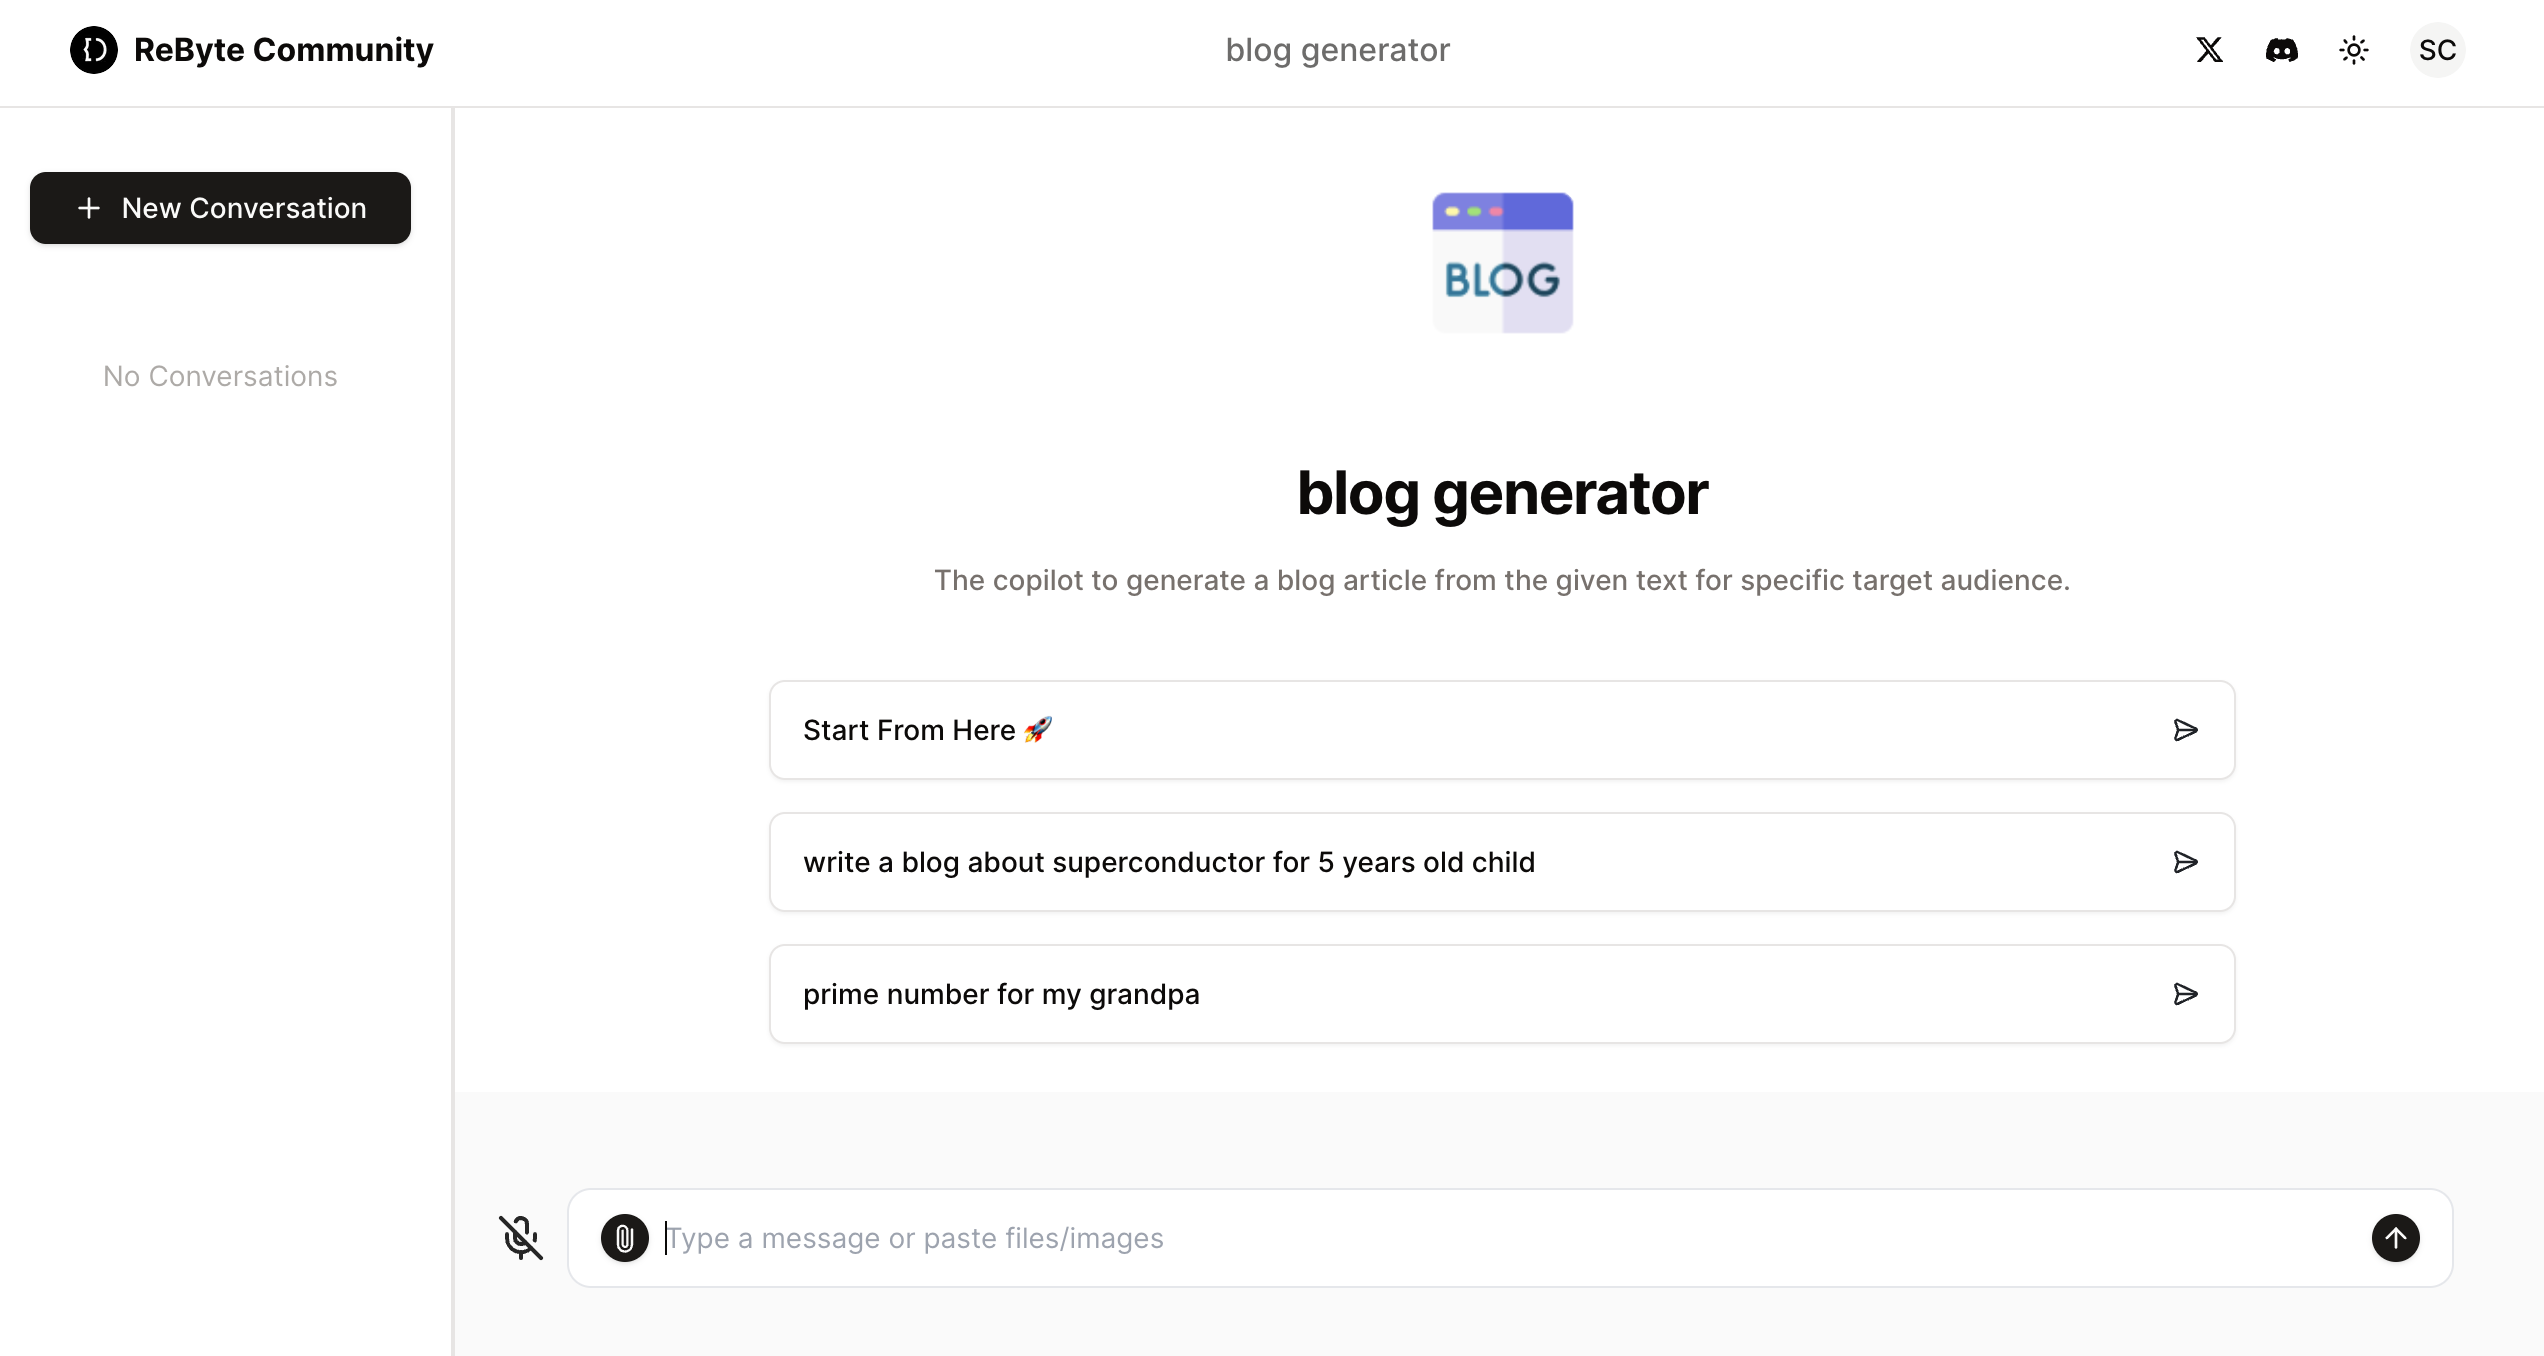 ReByte Community
blog generator
SC
New Conversation
No Conversations
BLOG
blog generator
The copilot to generate a blog article from the given text for specific target audience.
Start From Here 🚀
write a blog about superconductor for 5 years old child
prime number for my grandpa
Type a message or paste files/images